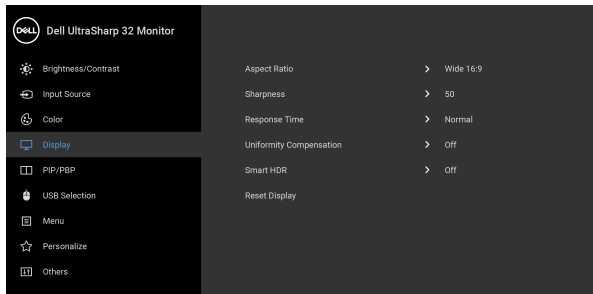 DELL Dell UltraSharp 32 Monitor
Brightness/Contrast
Aspect Ratio Wide 16:9
Input Source
Sharpness 50
Color
Response Time Normal
Display
Uniformity Compensation Off
PIP/PBP
Smart HDR Off
USB Selection
Reset Display
Menu
Personalize
Others